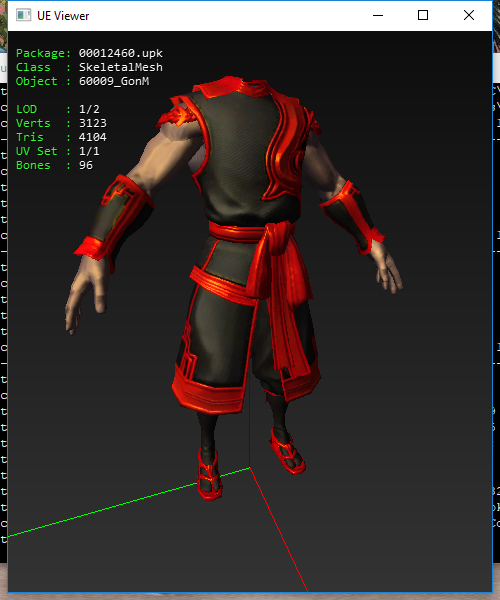 UE Viewer
Package: 00012460.upk
Class : SkeletalMesh
Object : 60009_GonM
LOD : 1/2
Verts : 3123
Tris : 4104
UV Set : 1/1
Bones : 96